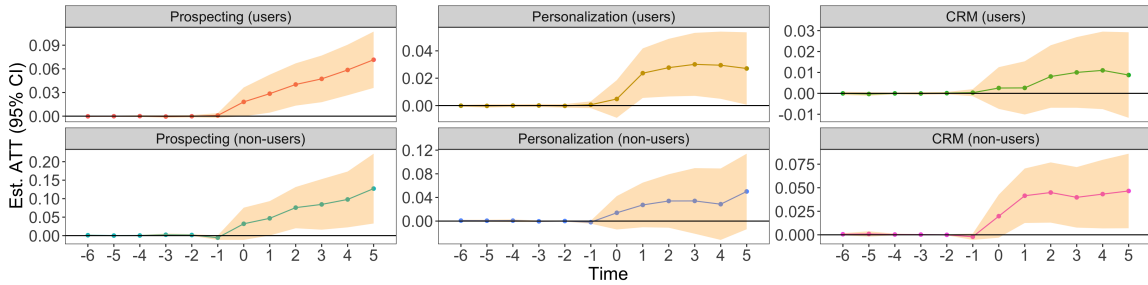 Est. ATT (95% CI)
Prospecting (users)
0.09
0.06
0.03
0.00
Personalization (users)
0.04
0.02
0.00
CRM (users)
0.03
0.02
0.01
0.00
-0.01
Prospecting (non-users)
0.20
0.15
0.10
0.05
0.00
-6 -5 -4 -3 -2 -1 0 1 2 3 4 5
Personalization (non-users)
0.12
0.08
0.04
0.00
-0.04
-6 -5 -4 -3 -2 -1 0 1 2 3 4 5
CRM (non-users)
0.075
0.050
0.025
0.000
-6 -5 -4 -3 -2 -1 0 1 2 3 4 5
Time